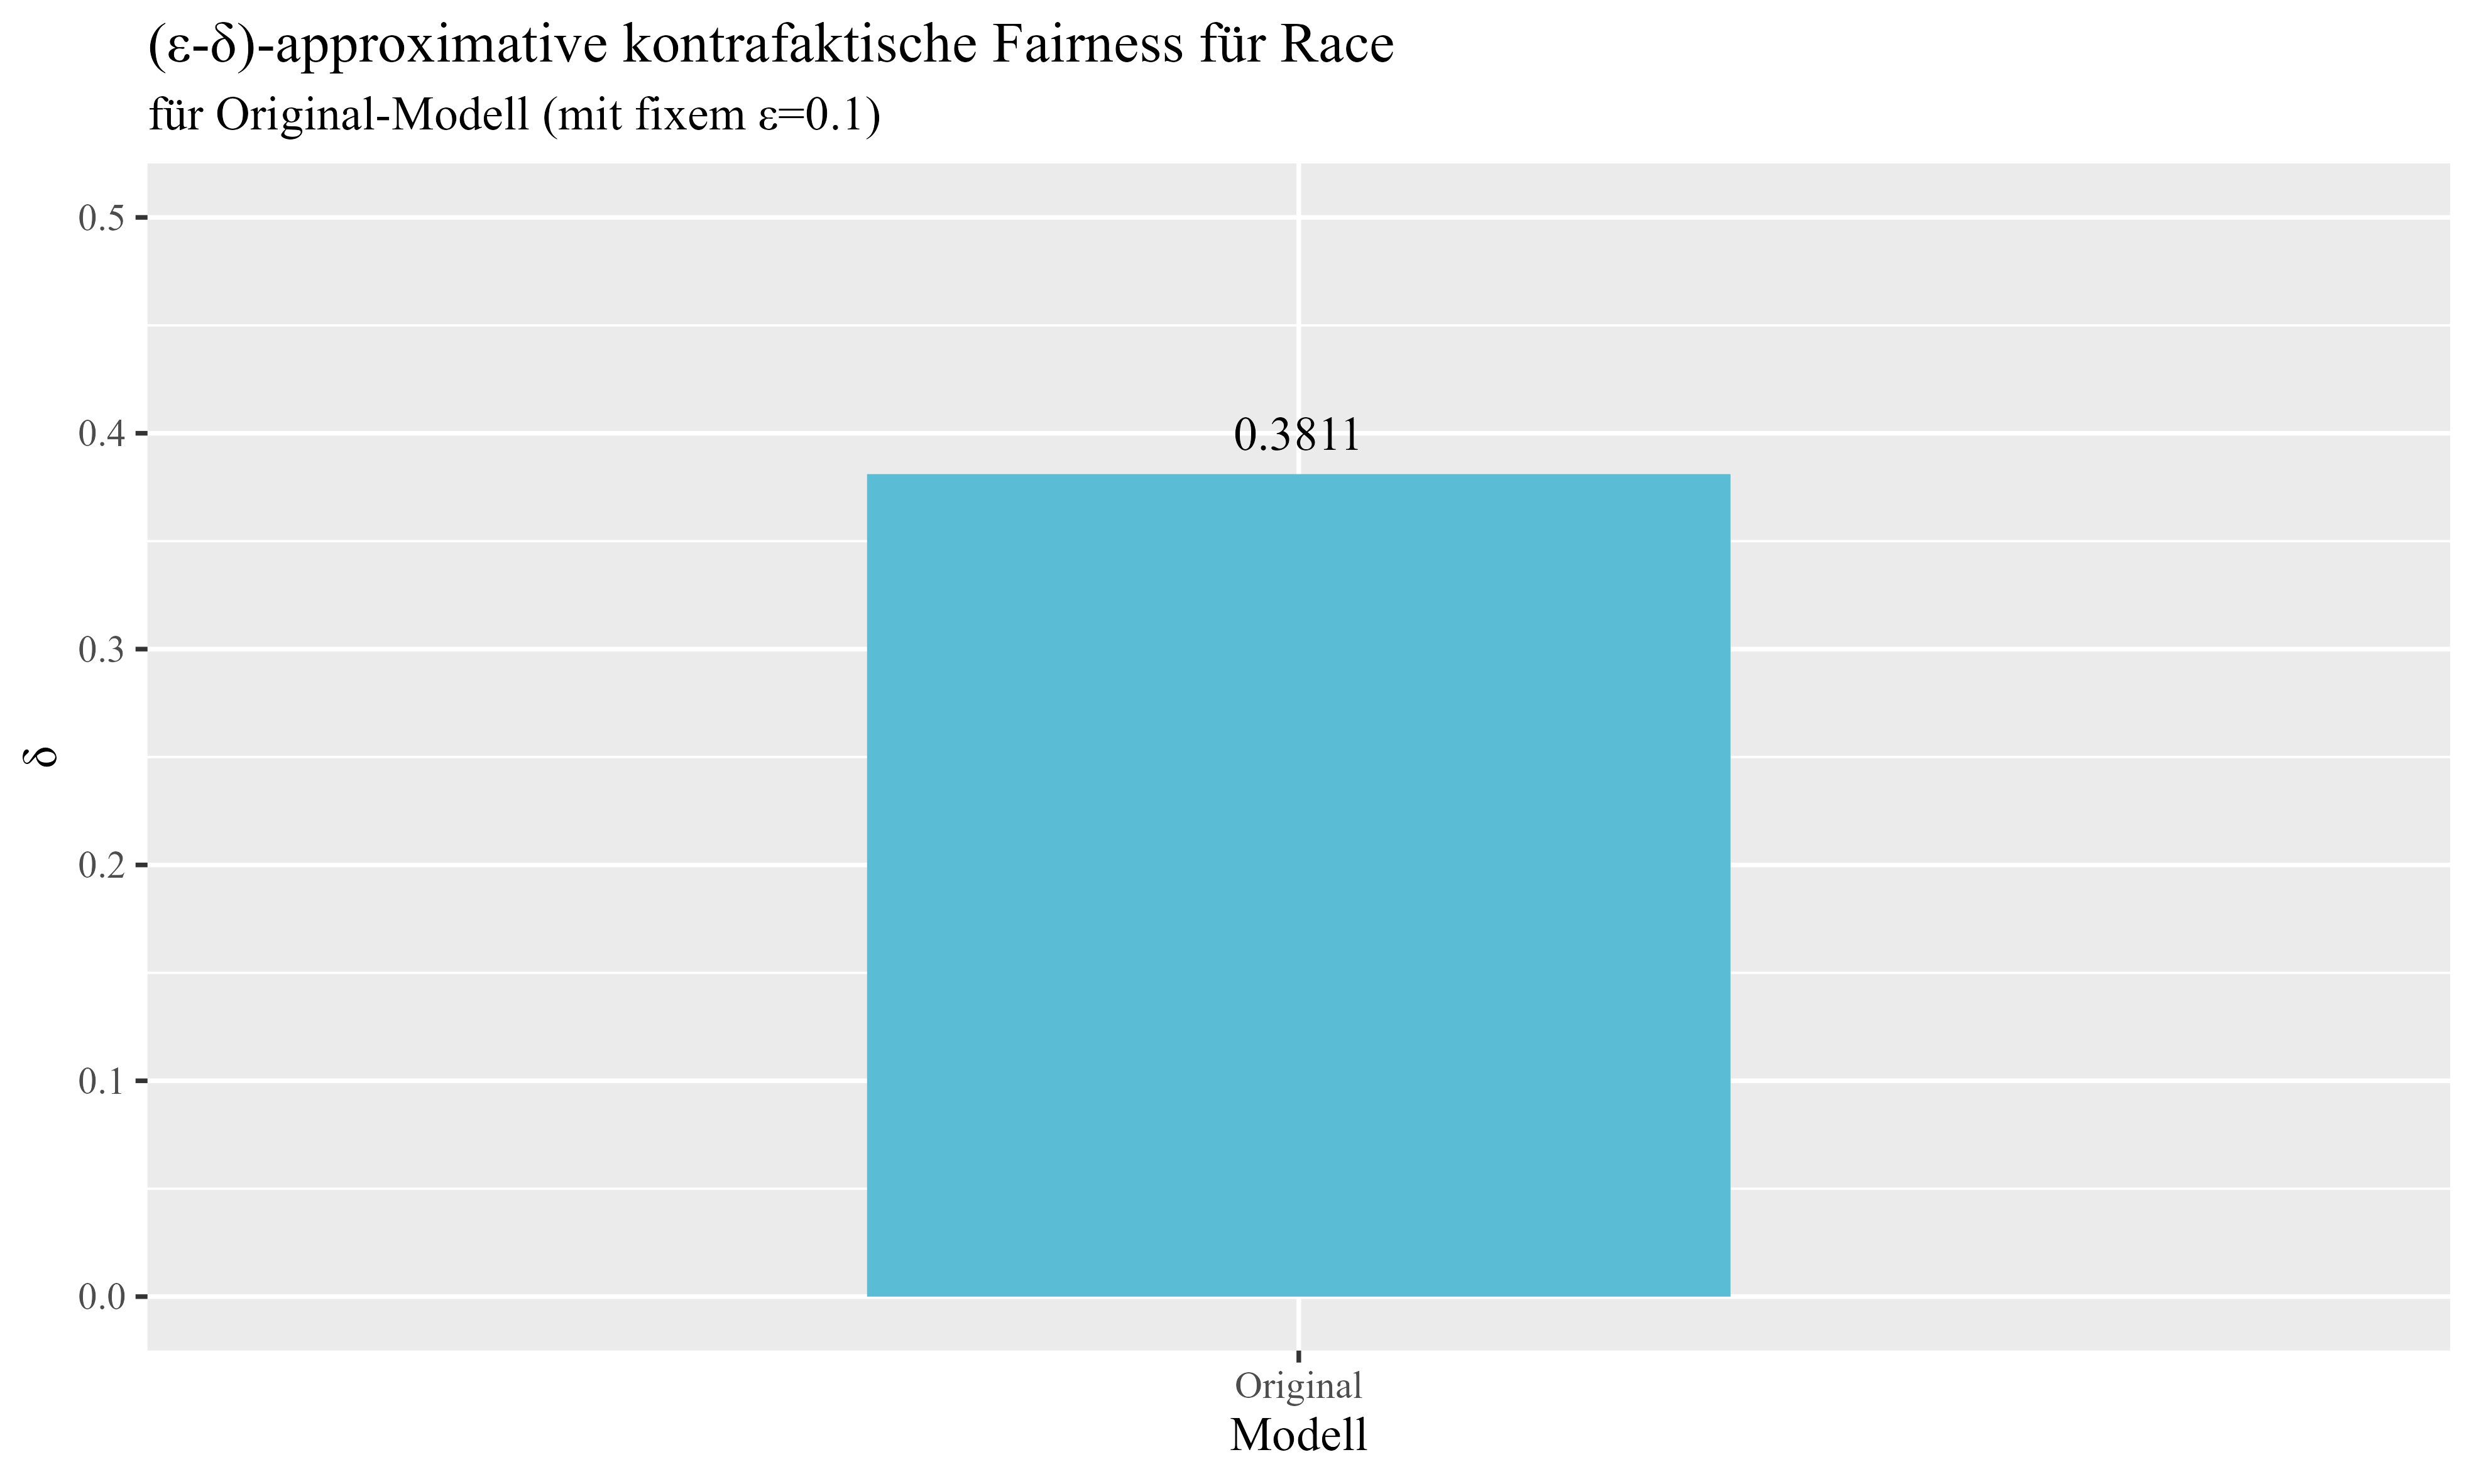 (ε-δ)-approximative kontrafaktische Fairness für Race
für Original-Modell (mit fixem ε=0.1)
0.5
0.4
0.3811
0.3
δ
0.2
0.1
0.0
Original
Modell